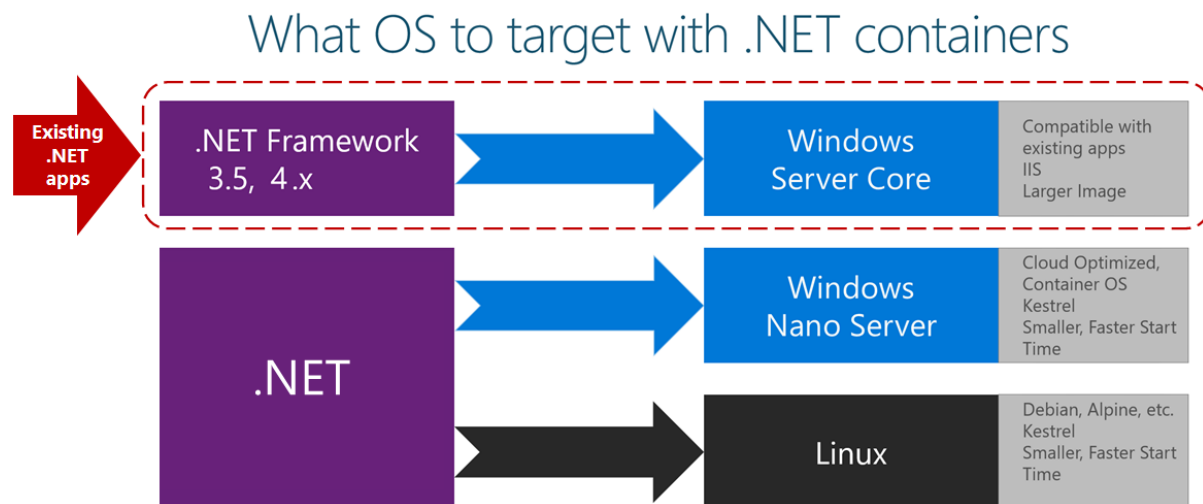 What OS to target with .NET containers
Existing
.NET
apps
.NET Framework
3.5, 4.x
Windows
Server Core
Compatible with
existing apps
IIS
Larger Image
.NET
Windows
Nano Server
Cloud Optimized,
Container OS
Kestrel
Smaller, Faster Start
Time
Linux
Debian, Alpine, etc.
Kestrel
Smaller, Faster Start
Time